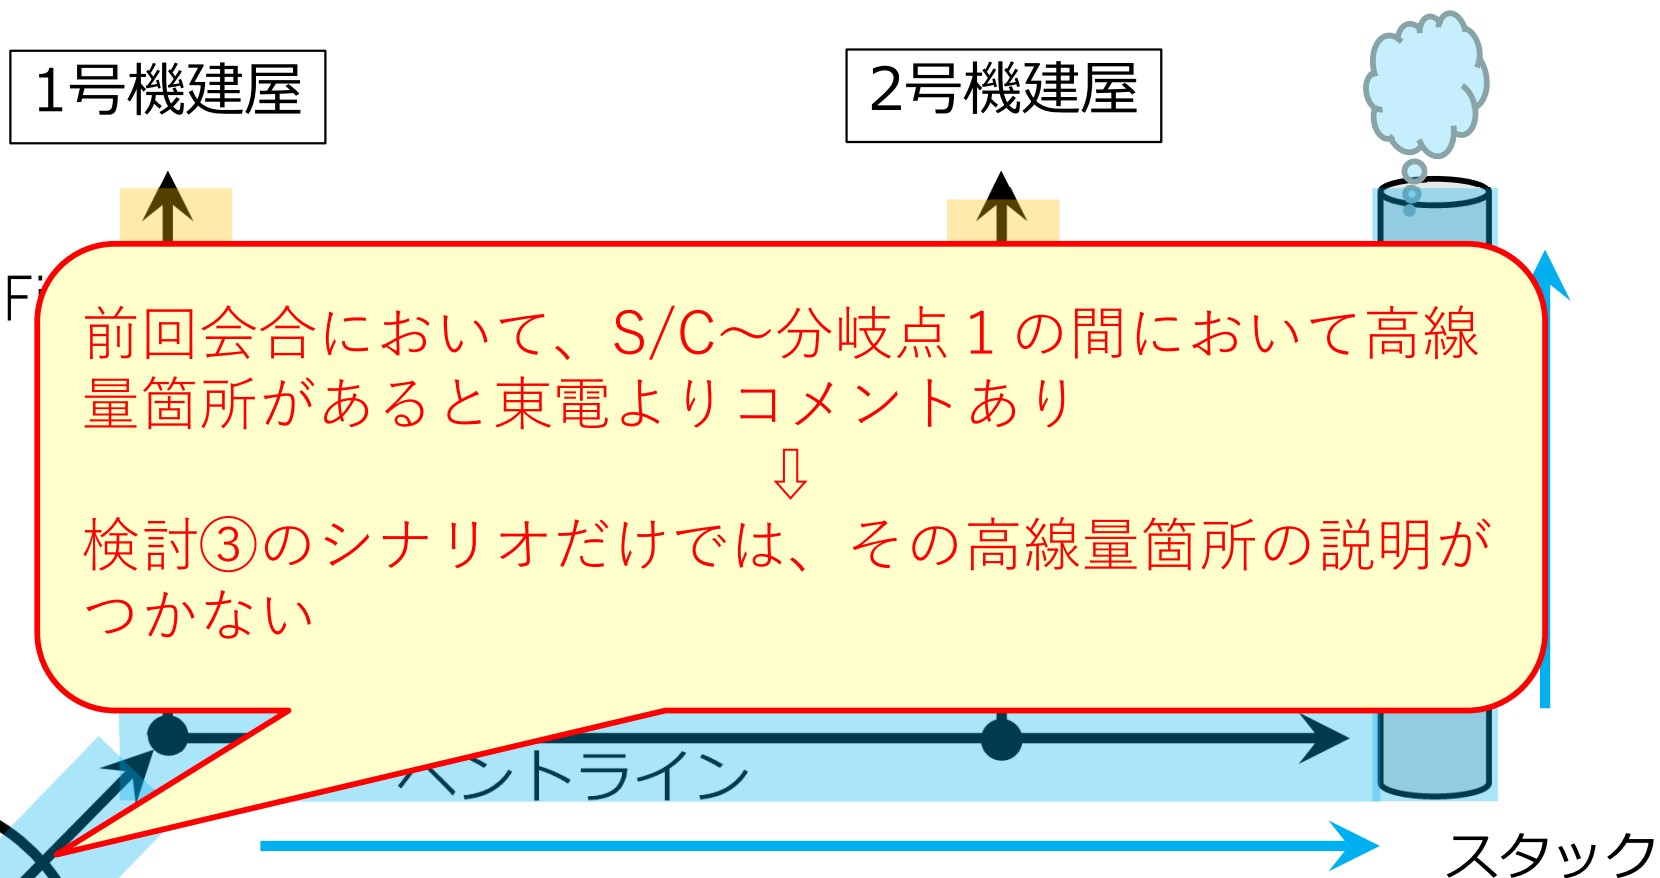 1号機建屋
2号機建屋
前回会合において、S/C～分岐点１の間において高線
量箇所があると東電よりコメントあり
⇩
検討③のシナリオだけでは、その高線量箇所の説明が
つかない
ベントライン
スタック